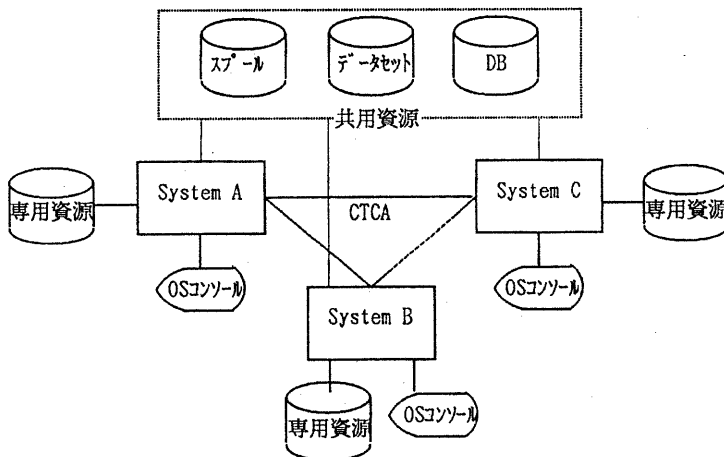 スプール
データセット
DB
共用資源
専用資源
System A
CTCA
System C
専用資源
OSコンソール
OSコンソール
System B
専用資源
OSコンソール